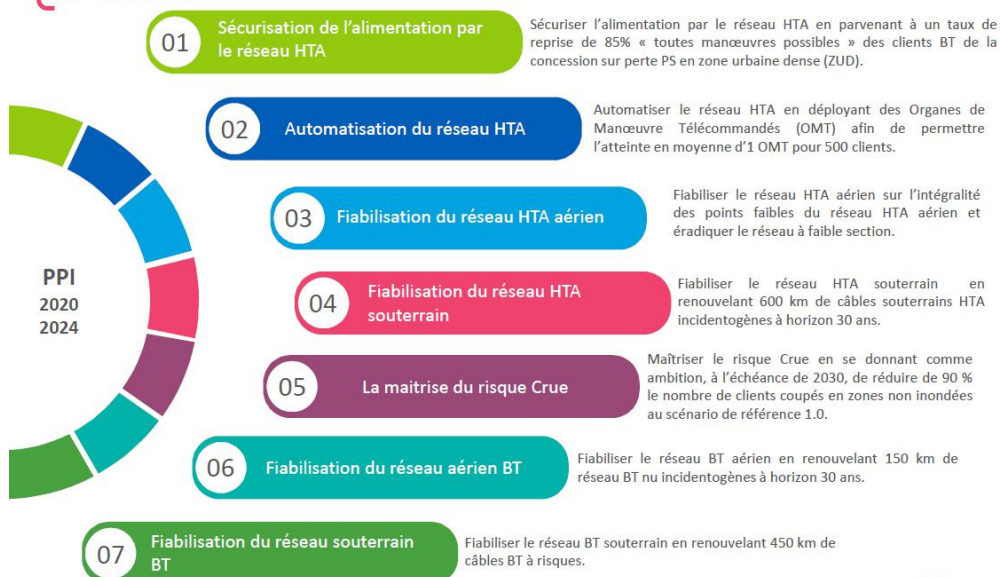 01
Sécurisation de l'alimentation par
le réseau HTA
Sécuriser l'alimentation par le réseau HTA en parvenant à un taux de
reprise de 85% « toutes manœuvres possibles » des clients BT de la
concession sur perte PS en zone urbaine dense (ZUD).
02
Automatisation du réseau HTA
Automatiser le réseau HTA en déployant des Organes de
Manœuvre Télécommandés (OMT) afin de permettre
l'atteinte en moyenne d'1 OMT pour 500 clients.
03
Fiabilisation du réseau HTA aérien
Fiabiliser le réseau HTA aérien sur l'intégralité
des points faibles du réseau HTA aérien et
éradiquer le réseau à faible section.
PPI
2020
2024
04
Fiabilisation du réseau HTA
souterrain
Fiabiliser le réseau HTA souterrain en
renouvelant 600 km de câbles souterrains HTA
incidentogènes à horizon 30 ans.
05
La maitrise du risque Crue
Maîtriser le risque Crue en se donnant comme
ambition, à l'échéance de 2030, de réduire de 90 %
le nombre de clients coupés en zones non inondées
au scénario de référence 1.0.
06
Fiabilisation du réseau aérien BT
Fiabiliser le réseau BT aérien en renouvelant 150 km de
réseau BT nu incidentogènes à horizon 30 ans.
07
Fiabilisation du réseau souterrain
BT
Fiabiliser le réseau BT souterrain en renouvelant 450 km de
câbles BT à risques.